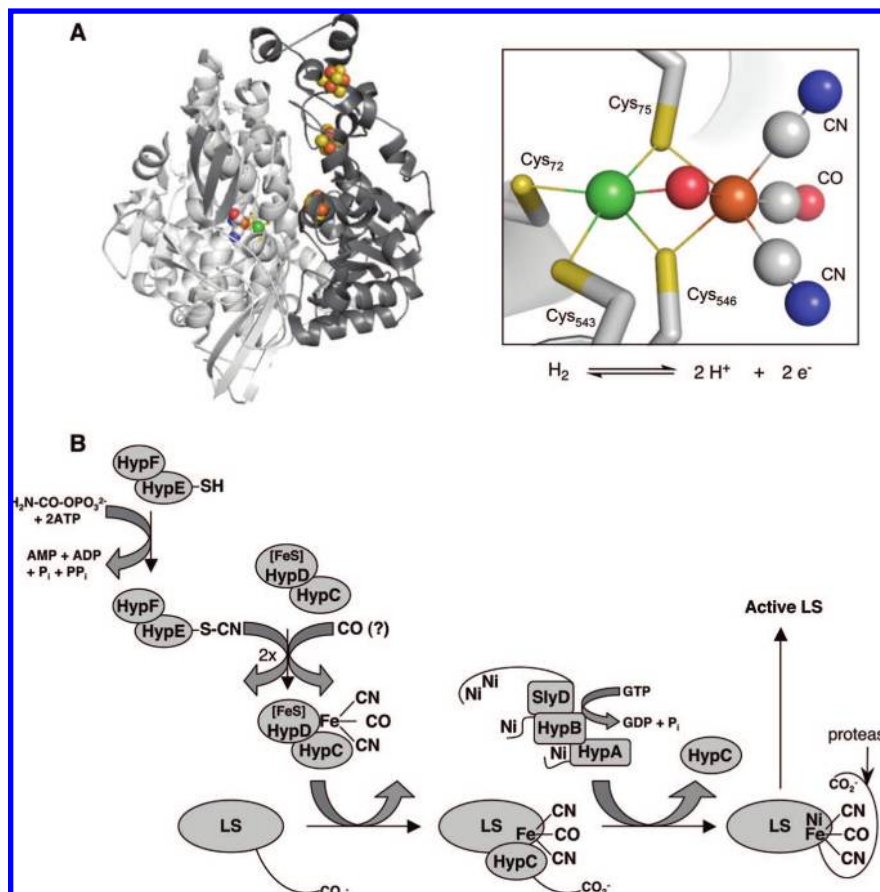 A
Cys75
CN
Cys72
CO
CN
Cys546
Cys543
H2 ⇌ 2 H+ + 2 e-
B
HypF
HypE SH
H2N-CO-OPO3 2-
+ 2ATP
AMP + ADP
+ Pi + PPi
[FeS]
HypD
HypC
HypF
HypE S-CN
CO (?)
2x
Active LS
[FeS]
HypD
HypC
Fe
CN
CO
CN
Ni Ni
SlyD
GTP
Ni
HypB
GDP + Pi
Ni
HypA
HypC
proteas
CO2-
LS
LS
Fe
CN
CO
CN
HypC
CO2-
LS
Ni
Fe
CN
CO
CN